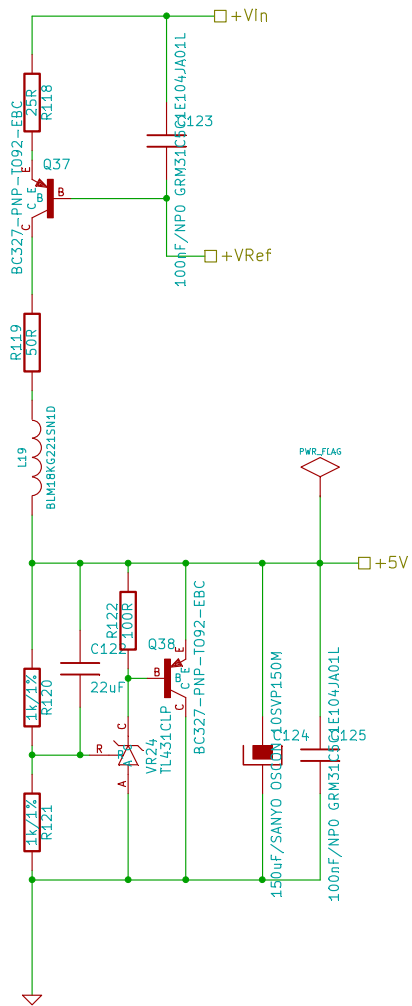 +Vin
25R
R118
C123
100nF/NP0 GRM31C5C1E104JA01L
Q37
E
B
C
E
B
C
BC327-PNP-TO92-EBC
+VRef
R119
50R
L19
BLM18KG221SN1D
PWR_FLAG
+5V
R122
100R
Q38
E
B
C
E
B
C
BC327-PNP-TO92-EBC
C122
22uF
1k/1%
R120
C
R
A
R
A
VR24
TL431CLP
C124
150uF/SANYO OSCON 10SVP150M
C125
100nF/NP0 GRM31C5C1E104JA01L
1k/1%
R121